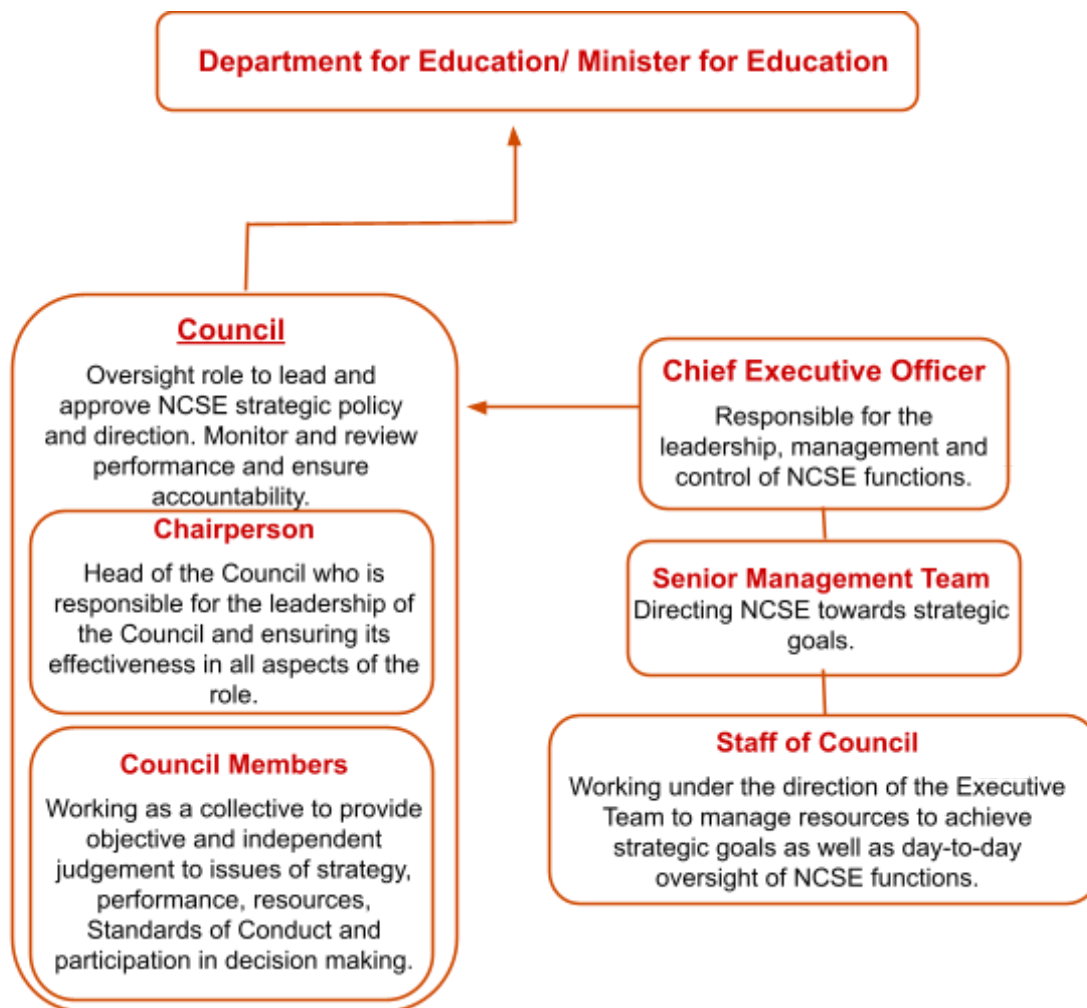 Department for Education/ Minister for Education
Council
Oversight role to lead and
approve NCSE strategic policy
and direction. Monitor and review
performance and ensure
accountability.
Chairperson
Head of the Council who is
responsible for the leadership of
the Council and ensuring its
effectiveness in all aspects of the
role.
Council Members
Working as a collective to provide
objective and independent
judgement to issues of strategy,
performance, resources,
Standards of Conduct and
participation in decision making.
Chief Executive Officer
Responsible for the
leadership, management and
control of NCSE functions.
Senior Management Team
Directing NCSE towards strategic
goals.
Staff of Council
Working under the direction of the Executive
Team to manage resources to achieve
strategic goals as well as day-to-day
oversight of NCSE functions.